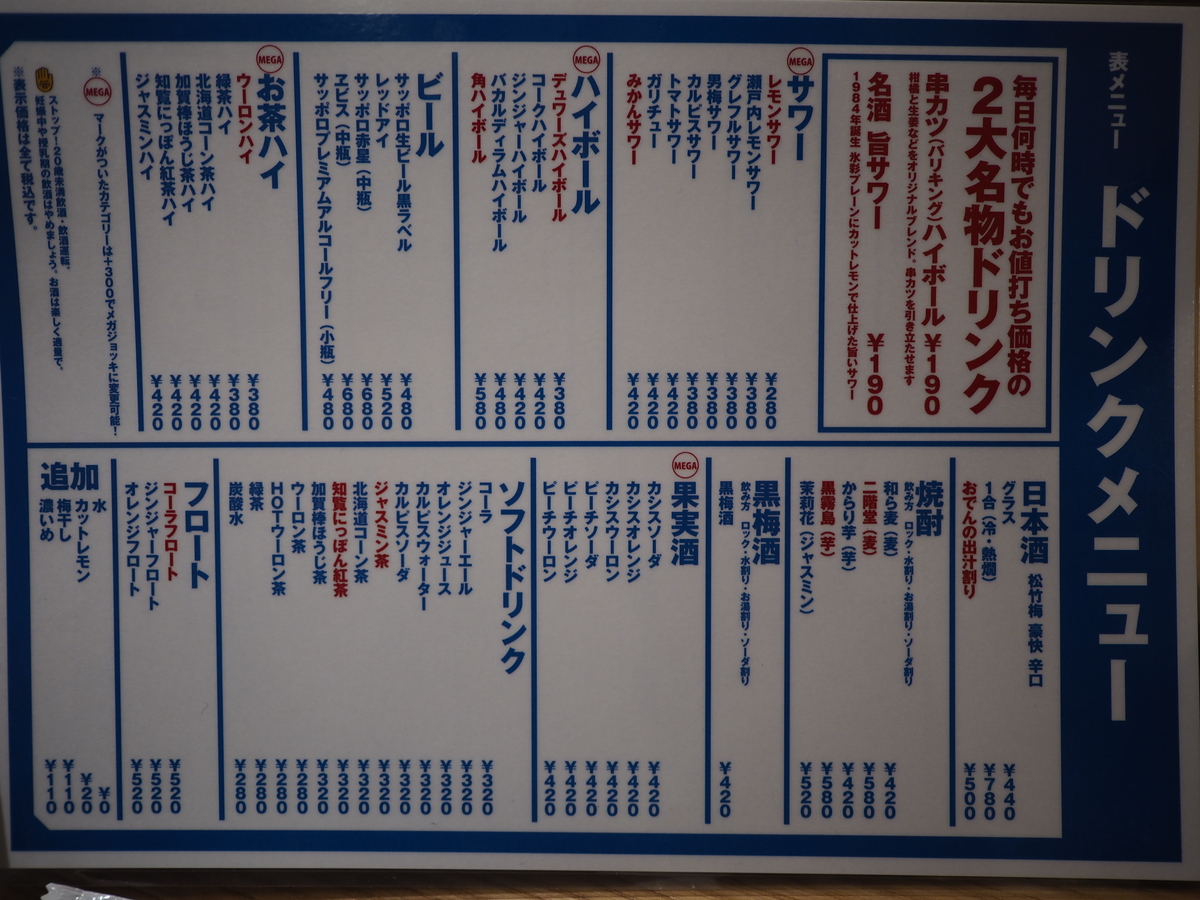 表メニュー ドリンクメニュー
毎日何時でもお値打ち価格の
2大名物ドリンク
串カツ(バリキング)ハイボール ¥190
柑橘と生姜などをオリジナルブレンド。串カツを引き立たせます
名酒 旨サワー ¥190
1984年誕生 氷彩プレーンにカットレモンで仕上げた旨いサワー
MEGA サワー
レモンサワー ¥280
瀬戸内レモンサワー ¥380
グレフルサワー ¥380
男梅サワー ¥380
カルピスサワー ¥380
トマトサワー ¥420
ガリチュー ¥420
みかんサワー ¥420
MEGA ハイボール
デュワーズハイボール ¥380
コークハイボール ¥420
ジンジャーハイボール ¥420
バカルディラムハイボール ¥480
角ハイボール ¥580
ビール
サッポロ生ビール黒ラベル ¥480
レッドアイ ¥520
サッポロ赤星(中瓶) ¥680
ヱビス(中瓶) ¥680
サッポロプレミアムアルコールフリー(小瓶) ¥480
MEGA お茶ハイ
ウーロンハイ ¥380
緑茶ハイ ¥380
北海道コーン茶ハイ ¥420
加賀棒ほうじ茶ハイ ¥420
知覧にっぽん紅茶ハイ ¥420
ジャスミンハイ ¥420
※ MEGA マークがついたカテゴリーは+300でメガジョッキに変更可能!
ストップ!20歳未満飲酒・飲酒運転。
妊娠中や授乳期の飲酒はやめましょう。お酒は楽しく適量で。
※表示価格は全て税込です。
日本酒 松竹梅 豪快 辛口
グラス ¥440
1合(冷・熱燗) ¥780
おでんの出汁割り ¥500
焼酎
飲み方 ロック・水割り・お湯割り・ソーダ割り
和ら麦(麦) ¥420
二階堂(麦) ¥580
からり芋(芋) ¥420
黒霧島(芋) ¥580
茉莉花(ジャスミン) ¥520
黒梅酒
飲み方 ロック・水割り・お湯割り・ソーダ割り
黒梅酒 ¥420
MEGA 果実酒
カシスソーダ ¥420
カシスオレンジ ¥420
カシスウーロン ¥420
ピーチソーダ ¥420
ピーチオレンジ ¥420
ピーチウーロン ¥420
ソフトドリンク
コーラ ¥320
ジンジャーエール ¥320
オレンジジュース ¥320
カルピスウォーター ¥320
カルピスソーダ ¥320
ジャスミン茶 ¥320
北海道コーン茶 ¥320
知覧にっぽん紅茶 ¥320
加賀棒ほうじ茶 ¥320
ウーロン茶 ¥280
HOTウーロン茶 ¥280
緑茶 ¥280
炭酸水 ¥280
フロート
コーラフロート ¥520
ジンジャーフロート ¥520
オレンジフロート ¥520
追加
水 ¥0
カットレモン ¥20
梅干し ¥110
濃いめ ¥110